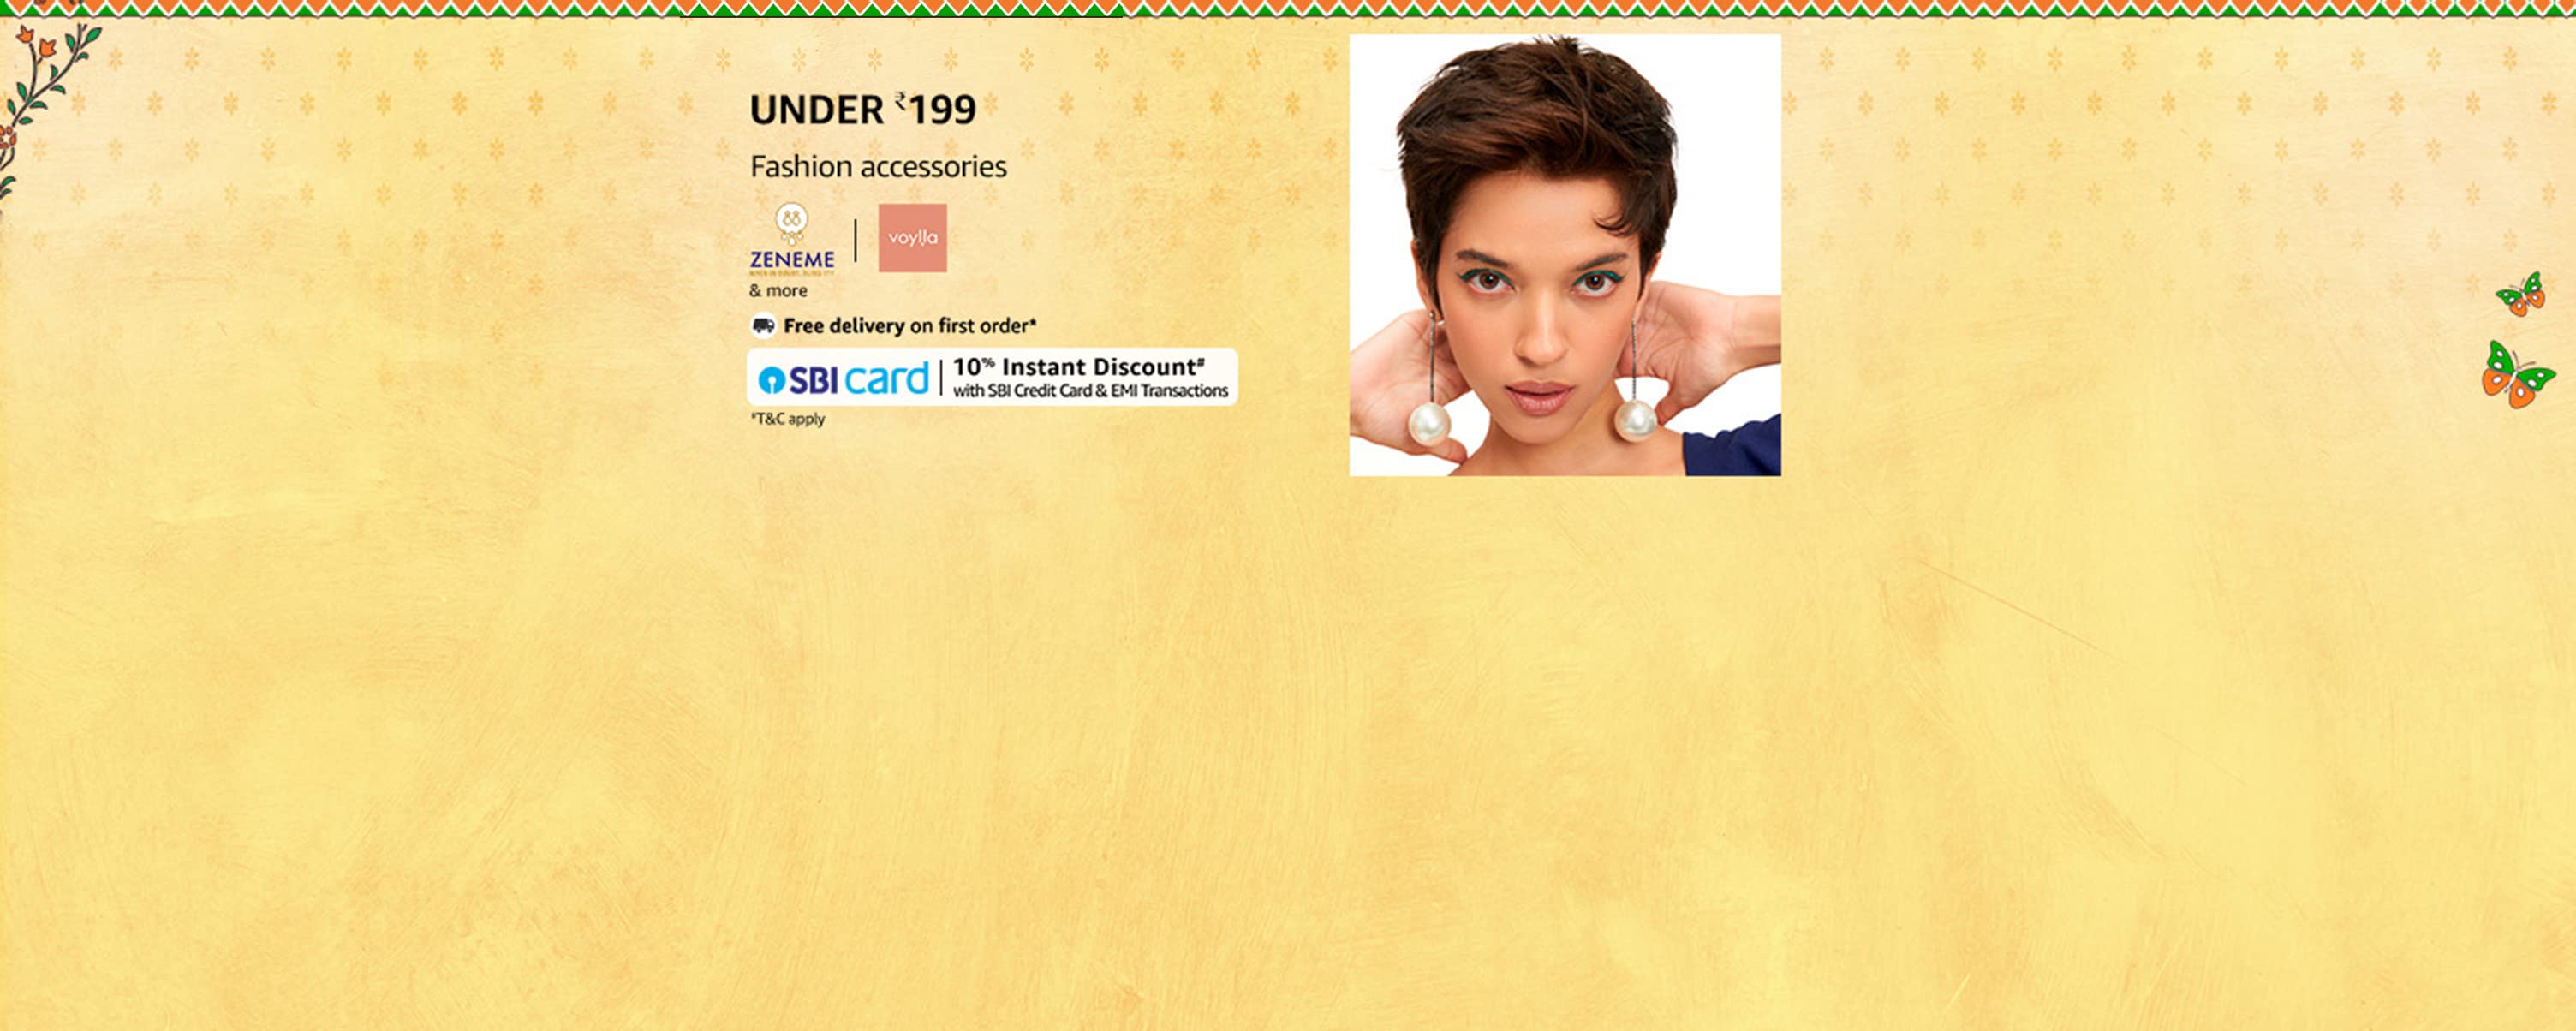 UNDER ₹199
Fashion accessories
ZENEME
voylla
& more
Free delivery on first order*
SBI card
10% Instant Discount#
with SBI Credit Card & EMI Transactions
#T&C apply